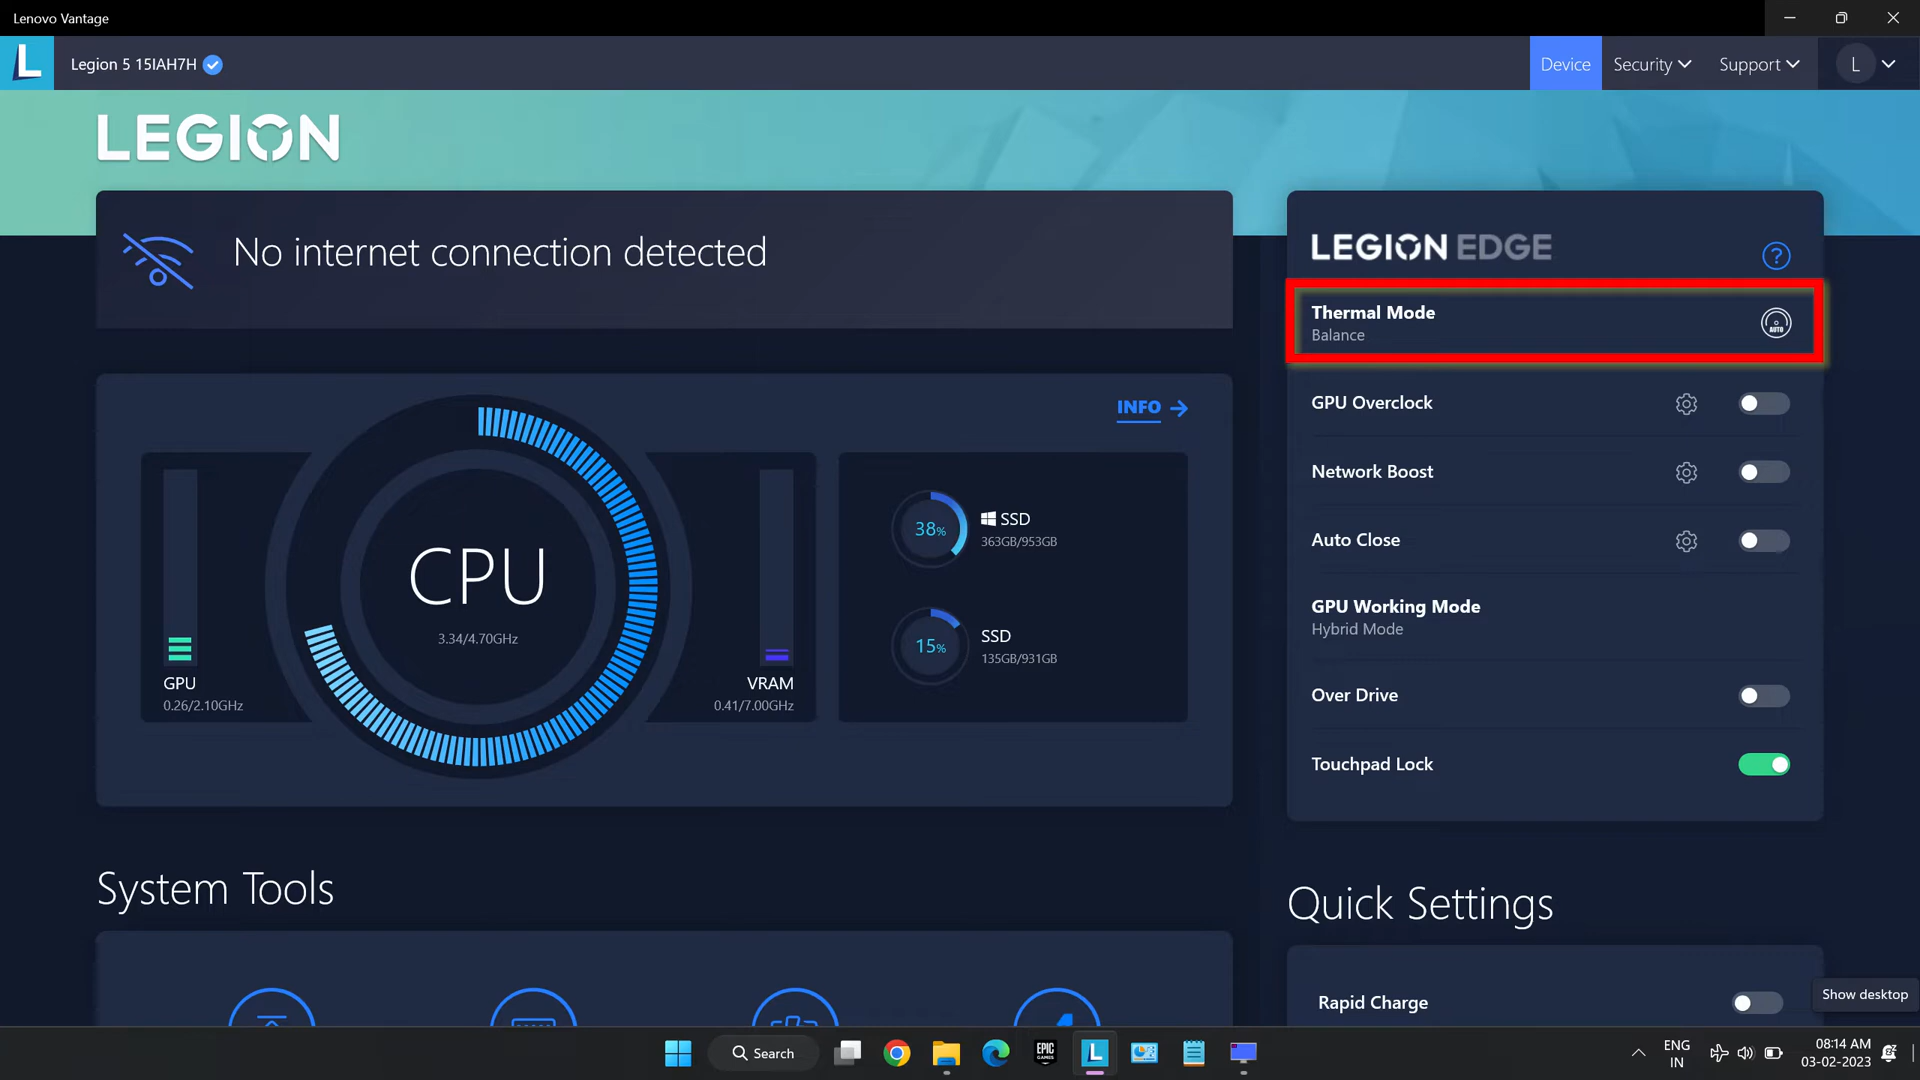 Lenovo Vantage
L
Legion 5 15IAH7H
Device
Security
Support
L
LEGION
No internet connection detected
LEGION EDGE
?
Thermal Mode
Balance
AUTO
INFO
GPU Overclock
Network Boost
Auto Close
GPU Working Mode
Hybrid Mode
Over Drive
Touchpad Lock
CPU
3.34/4.70GHz
GPU
0.26/2.10GHz
VRAM
0.41/7.00GHz
38%
SSD
363GB/953GB
15%
SSD
135GB/931GB
System Tools
Quick Settings
Rapid Charge
Show desktop
Search
EPIC
GAMES
L
ENG
IN
08:14 AM
03-02-2023